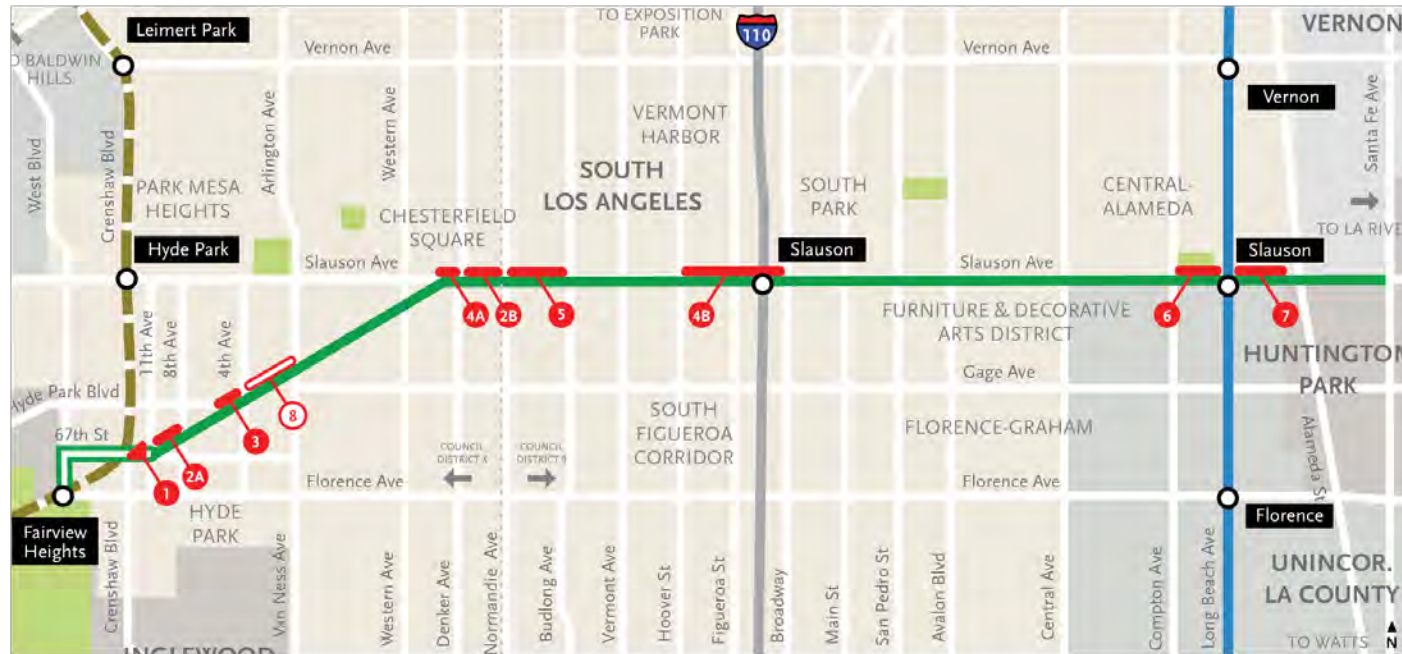 TO EXPOSITION
PARK
110
VERNON
Leimert Park
Vernon Ave
Vernon Ave
BALDWIN
HILLS
Vernon
Santa Fe Ave
West Blvd
Crenshaw Blvd
Arlington Ave
Western Ave
VERMONT
HARBOR
PARK MESA
HEIGHTS
SOUTH
LOS ANGELES
SOUTH
PARK
CENTRAL-
ALAMEDA
CHESTERFIELD
SQUARE
TO LA RIVE
Hyde Park
Slauson Ave
Slauson
Slauson Ave
Slauson
4A
2B
5
4B
6
7
FURNITURE & DECORATIVE
ARTS DISTRICT
11th Ave
8th Ave
4th Ave
HUNTINGTON
PARK
Gage Ave
Hyde Park Blvd
8
3
67th St
SOUTH
FIGUEROA
CORRIDOR
FLORENCE-GRAHAM
COUNCIL
DISTRICT 8
COUNCIL
DISTRICT 9
Alameda St
2A
1
Florence Ave
Florence Ave
HYDE
PARK
Florence
Fairview
Heights
Crenshaw Blvd
Van Ness Ave
Western Ave
Denker Ave
Normandie Ave
Budlong Ave
Vermont Ave
Hoover St
Figueroa St
Broadway
Main St
San Pedro St
Avalon Blvd
Central Ave
Compton Ave
Long Beach Ave
UNINCOR.
LA COUNTY
INGLEWOOD
TO WATTS
N